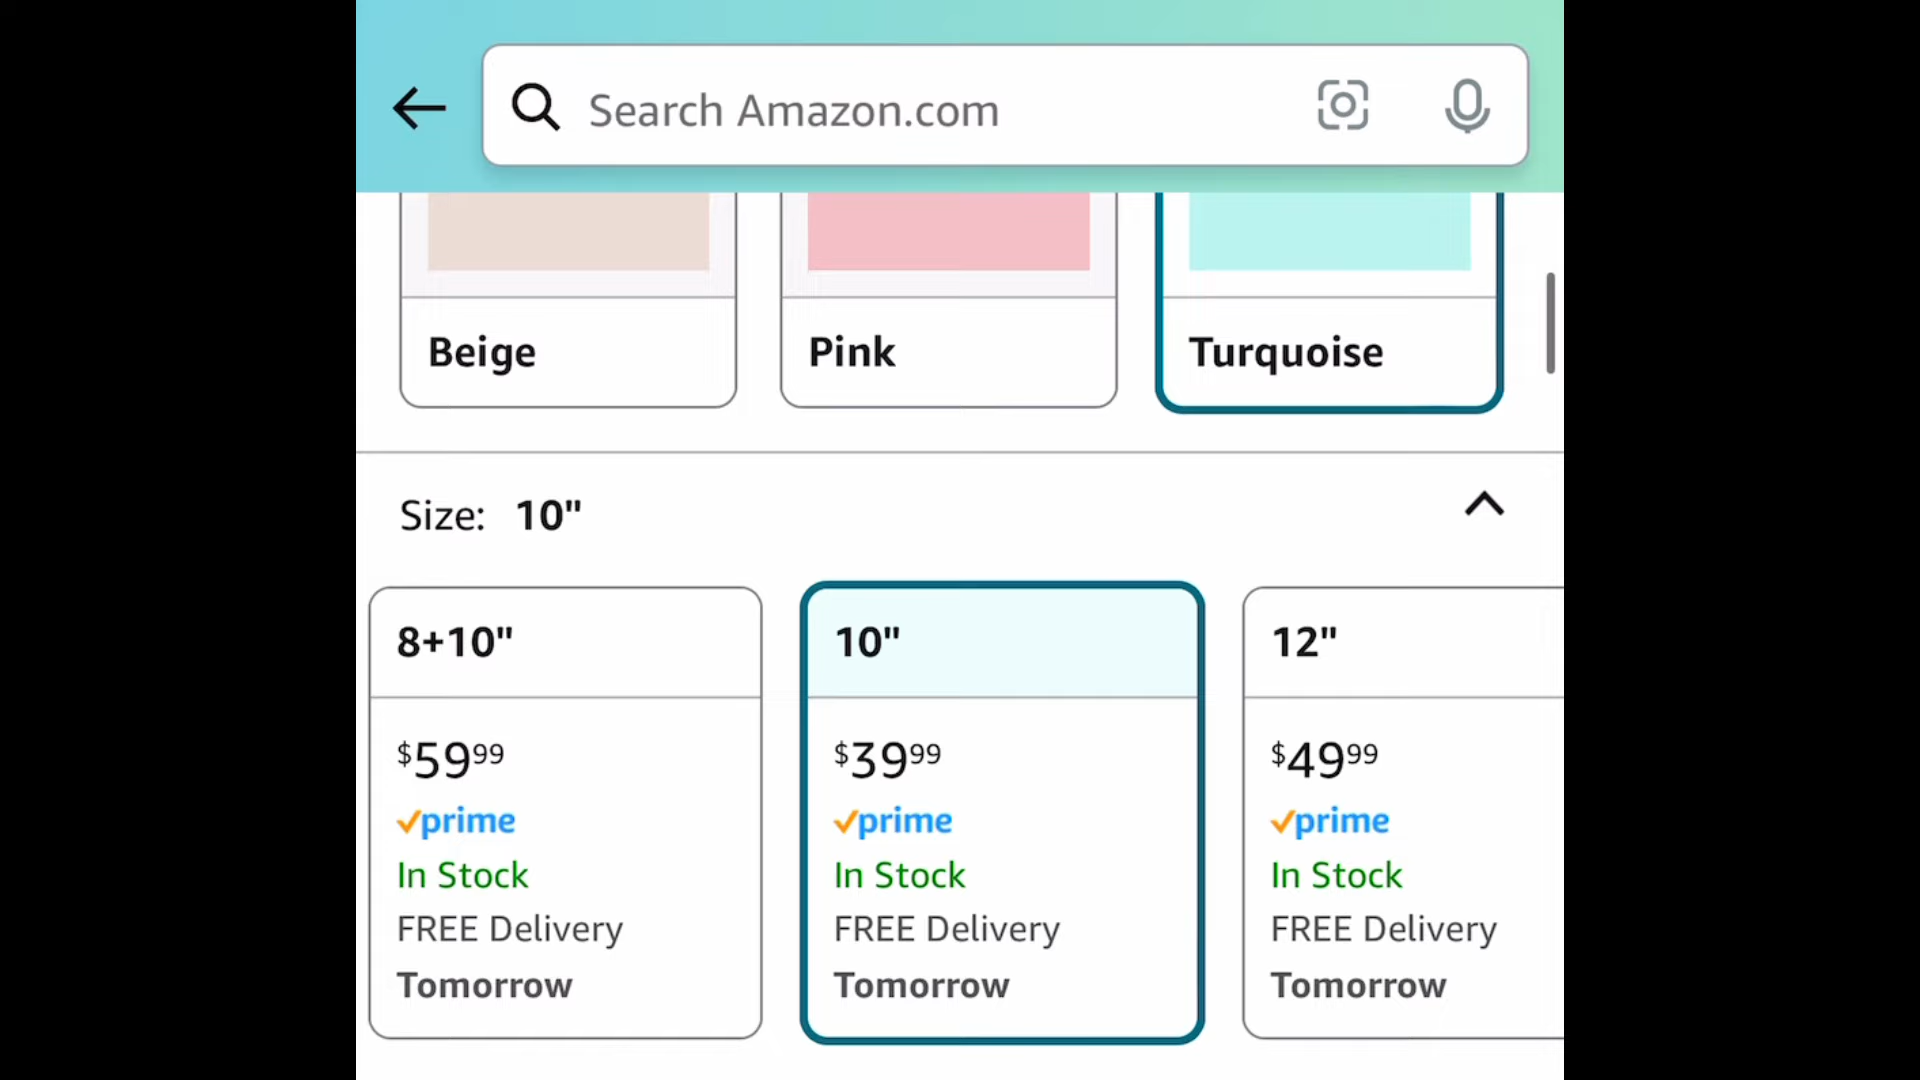 Search Amazon.com
Beige
Pink
Turquoise
Size: 10"
8+10"
$5999
prime
In Stock
FREE Delivery
Tomorrow
10"
$3999
prime
In Stock
FREE Delivery
Tomorrow
12"
$4999
prime
In Stock
FREE Delivery
Tomorrow